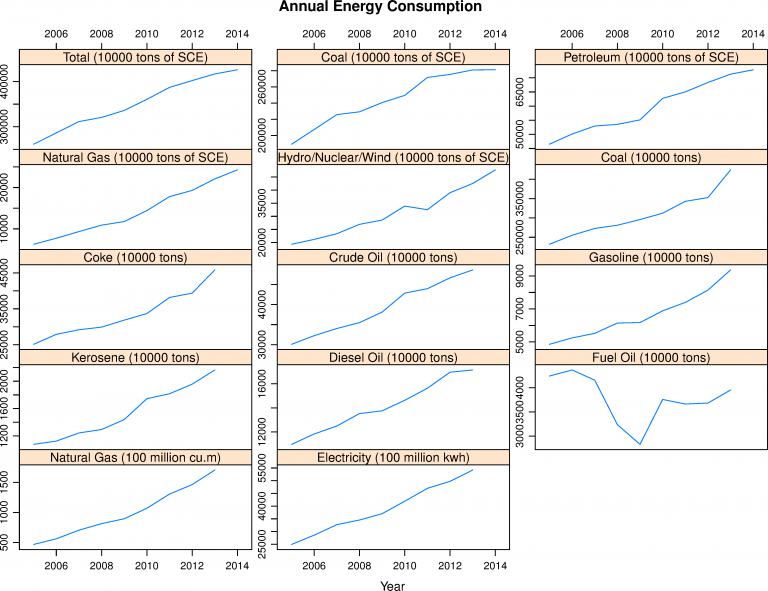 Annual Energy Consumption
2006 2008 2010 2012 2014
2006 2008 2010 2012 2014
2006 2008 2010 2012 2014
Total (10000 tons of SCE)
Coal (10000 tons of SCE)
Petroleum (10000 tons of SCE)
300000 400000
200000 260000
50000 65000
Natural Gas (10000 tons of SCE)
Hydro/Nuclear/Wind (10000 tons of SCE)
Coal (10000 tons)
10000 20000
20000 35000
250000 350000
Coke (10000 tons)
Crude Oil (10000 tons)
Gasoline (10000 tons)
25000 35000 45000
30000 40000
5000 7000 9000
Kerosene (10000 tons)
Diesel Oil (10000 tons)
Fuel Oil (10000 tons)
1200 1600 2000
12000 16000
3000 3500 4000
Natural Gas (100 million cu.m)
Electricity (100 million kwh)
500 1000 1500
25000 40000 55000
2006 2008 2010 2012 2014
2006 2008 2010 2012 2014
2006 2008 2010 2012 2014
Year